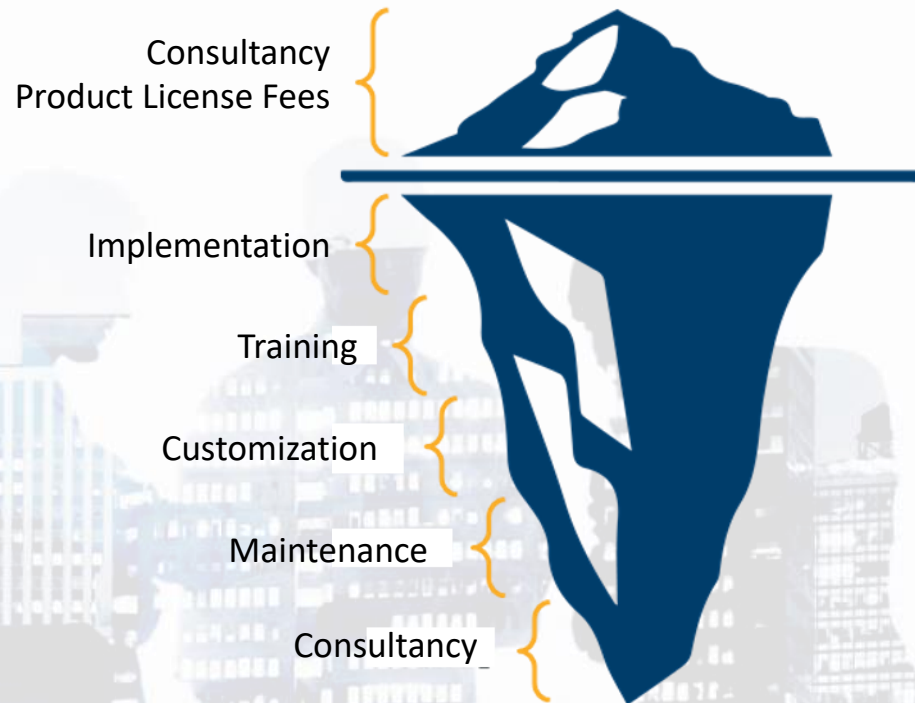 Consultancy
Product License Fees
Implementation
Training
Customization
Maintenance
Consultancy